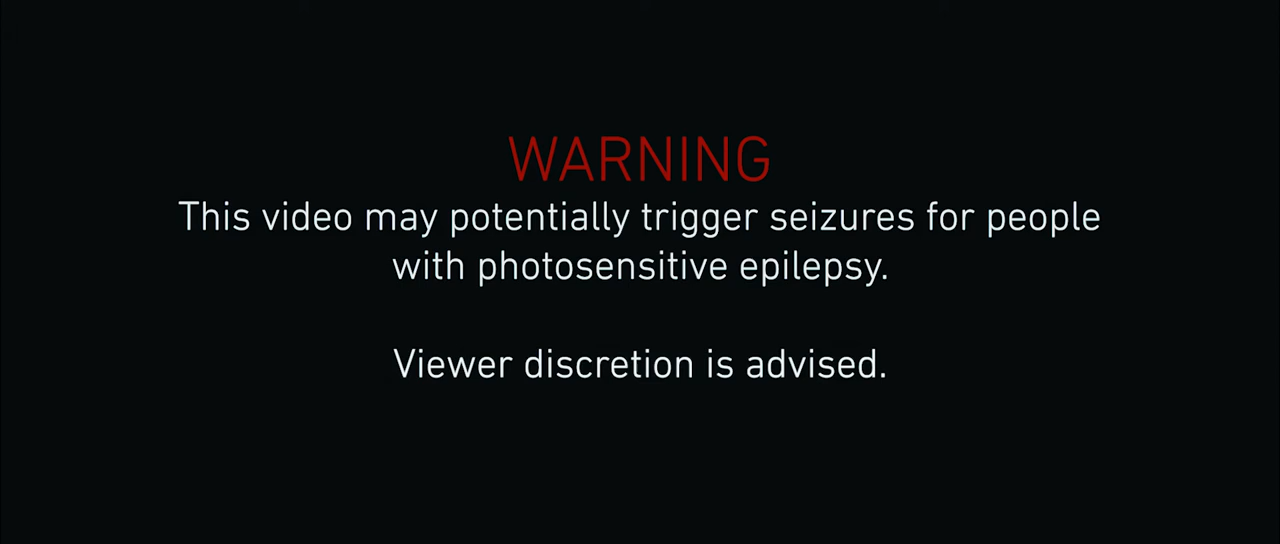 WARNING
This video may potentially trigger seizures for people
with photosensitive epilepsy.
Viewer discretion is advised.